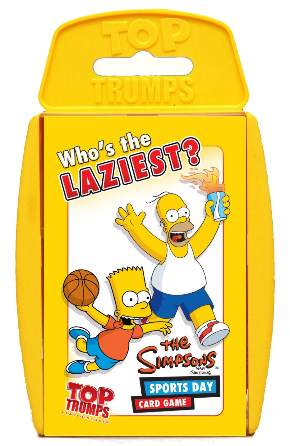 TOP
TRUMPS
Who's the
LAZIEST?
THE
SIMPSONS
SPORTS DAY
CARD GAME
TOP
TRUMPS